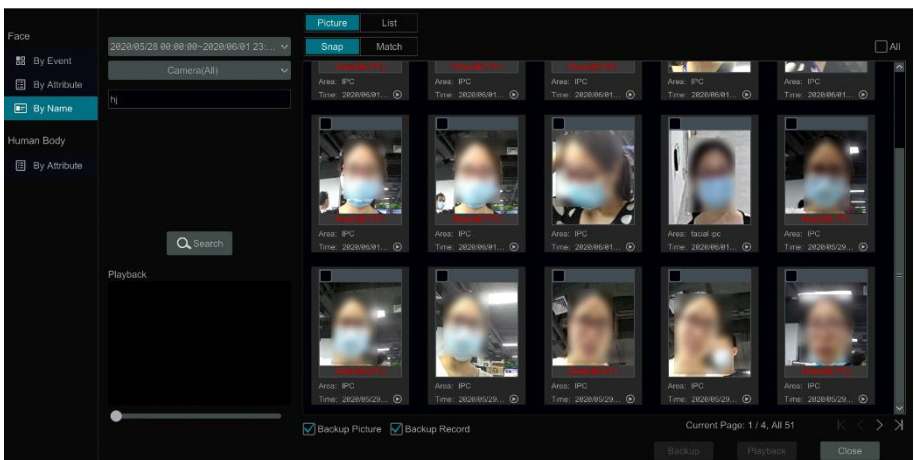 Face
By Event
By Attribute
By Name
Human Body
By Attribute
2020/05/28 00:00:00~2020/06/01 23:...
Camera(All)
hj
Search
Playback
Picture List
Snap Match
All
Area: IPC Area: IPC Area: IPC Area: IPC Area: IPC
Time: 2020/06/01... Time: 2020/06/01... Time: 2020/06/01... Time: 2020/06/01... Time: 2020/06/01...
Area: IPC Area: IPC Area: IPC Area: facial ipc Area: IPC
Time: 2020/06/01... Time: 2020/06/01... Time: 2020/06/01... Time: 2020/06/01... Time: 2020/05/29...
Area: IPC Area: IPC Area: IPC Area: IPC Area: IPC
Time: 2020/05/29... Time: 2020/05/29... Time: 2020/05/29... Time: 2020/05/29... Time: 2020/05/29...
Backup Picture Backup Record
Current Page: 1 / 4, All 51
Backup Playback Close